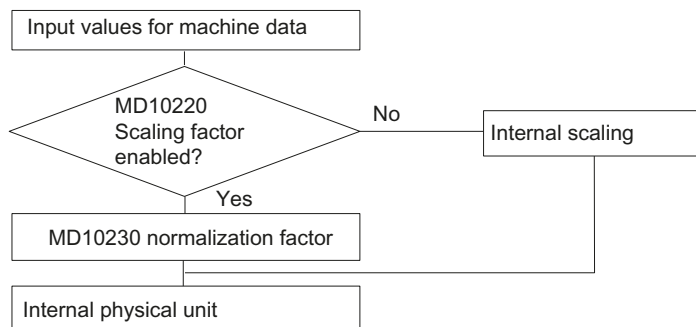 Input values for machine data
MD10220
Scaling factor
enabled?
No
Internal scaling
Yes
MD10230 normalization factor
Internal physical unit